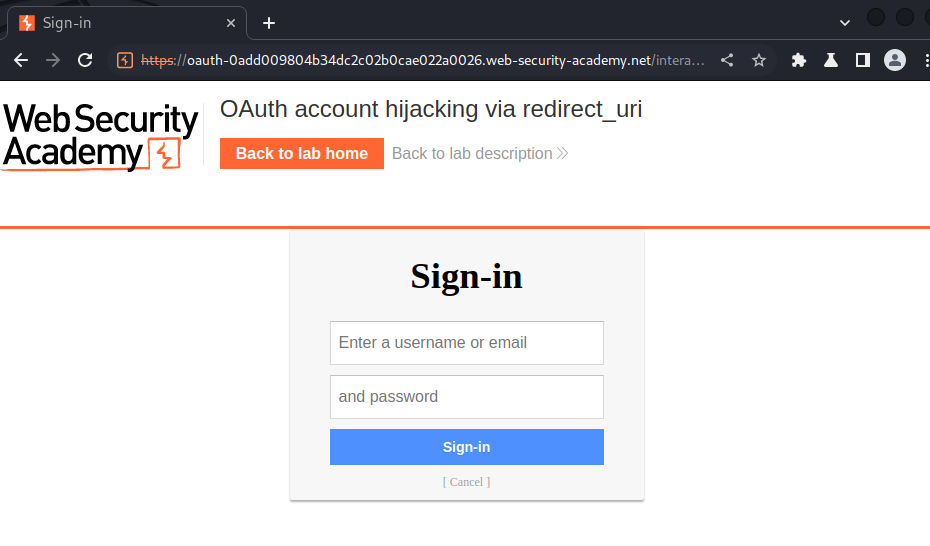 Sign-in
https://oauth-0add009804b34dc2c02b0cae022a0026.web-security-academy.net/intera...
Web Security
Academy
OAuth account hijacking via redirect_uri
Back to lab home
Back to lab description
Sign-in
Enter a username or email
and password
Sign-in
[ Cancel ]